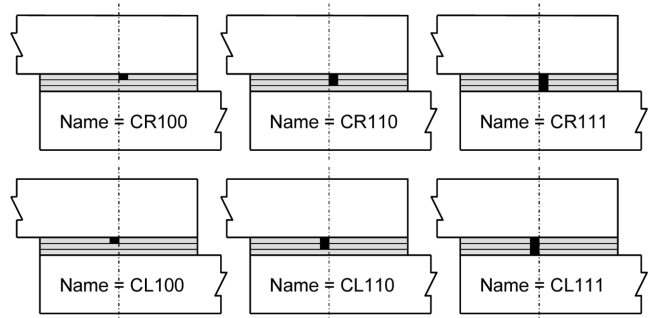 Name = CR100
Name = CR110
Name = CR111
Name = CL100
Name = CL110
Name = CL111